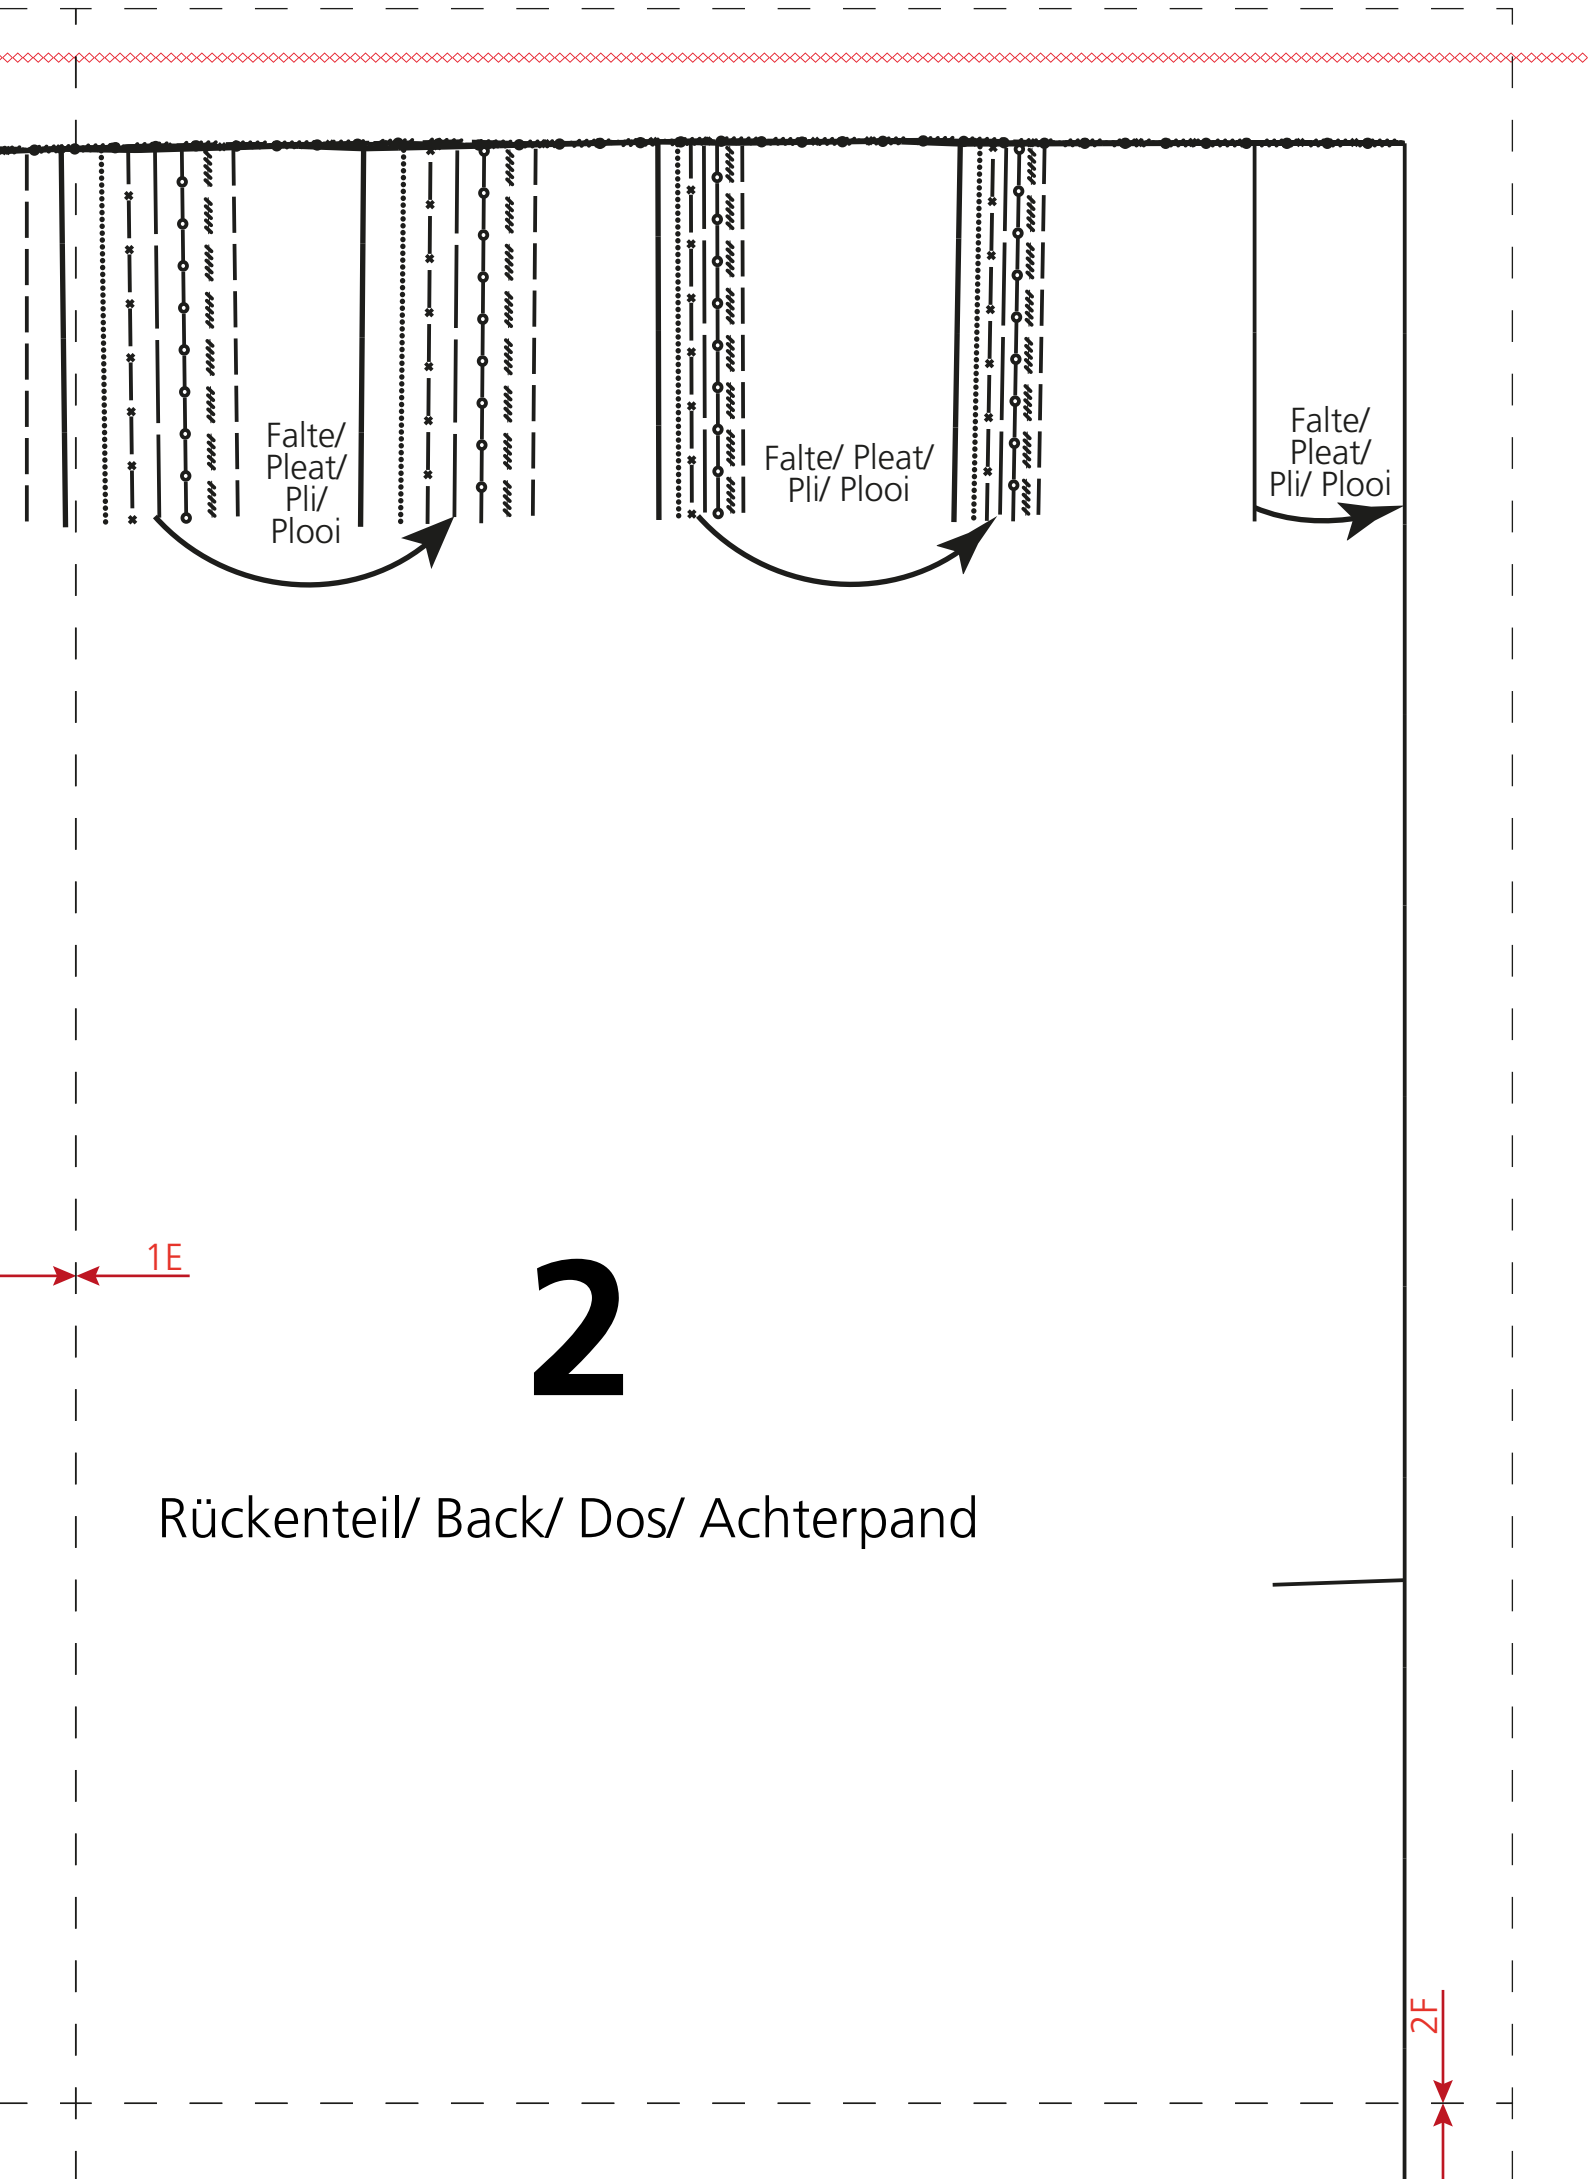 Falte/
Pleat/
Pli/
Plooi
Falte/ Pleat/
Pli/ Plooi
Falte/
Pleat/
Pli/ Plooi
1E
2
Rückenteil/ Back/ Dos/ Achterpand
2F